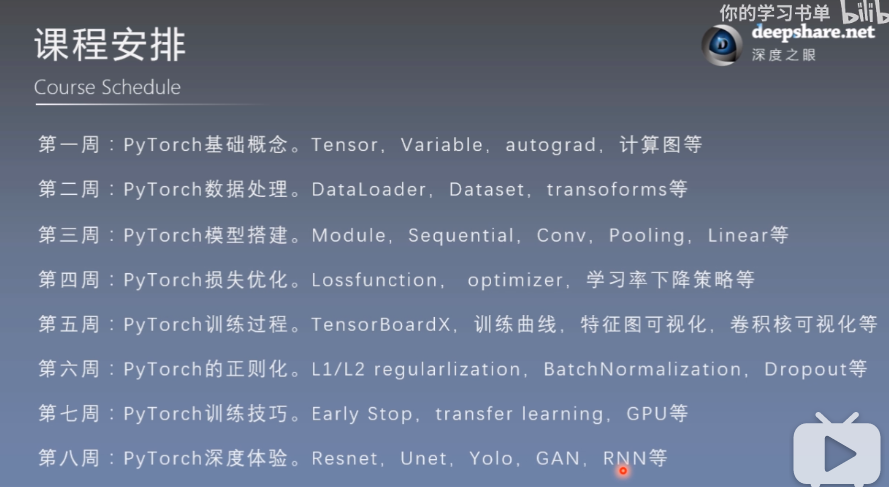 你的学习书单
bilib
课程安排
deepshare.net
深度之眼
Course Schedule
第一周：PyTorch基础概念。Tensor，Variable，autograd，计算图等
第二周：PyTorch数据处理。DataLoader，Dataset，transoforms等
第三周：PyTorch模型搭建。Module，Sequential，Conv，Pooling，Linear等
第四周：PyTorch损失优化。Lossfunction， optimizer，学习率下降策略等
第五周：PyTorch训练过程。TensorBoardX，训练曲线，特征图可视化，卷积核可视化等
第六周：PyTorch的正则化。L1/L2 regularlization，BatchNormalization，Dropout等
第七周：PyTorch训练技巧。Early Stop，transfer learning，GPU等
第八周：PyTorch深度体验。Resnet，Unet，Yolo，GAN，RNN等